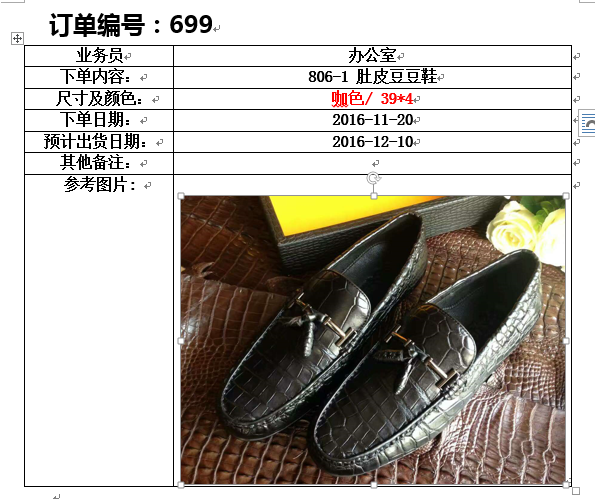 订单编号：699
业务员 办公室
下单内容： 806-1 肚皮豆豆鞋
尺寸及颜色： 咖色/ 39*4
下单日期： 2016-11-20
预计出货日期： 2016-12-10
其他备注：
参考图片：